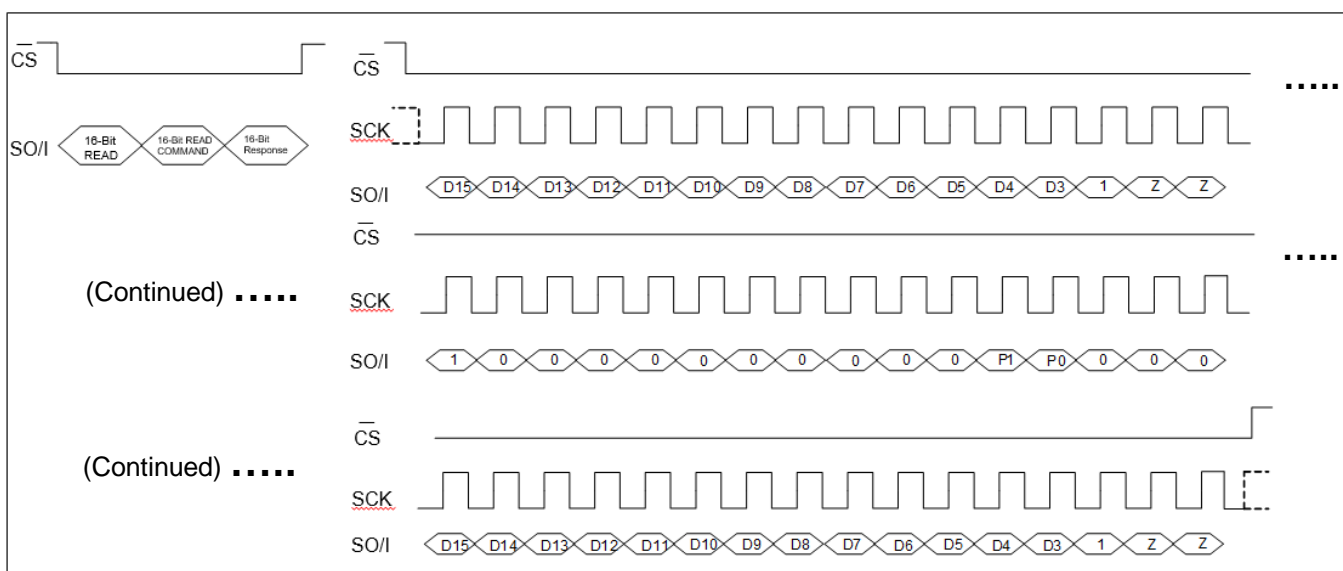 CS
CS
.....
SCK
SO/I
16-Bit
READ
16-Bit READ
COMMAND
16-Bit
Response
SO/I
D15 D14 D13 D12 D11 D10 D9 D8 D7 D6 D5 D4 D3 1 Z Z
CS
.....
(Continued) .....
SCK
SO/I
1 0 0 0 0 0 0 0 0 0 0 P1 P0 0 0 0
CS
(Continued) .....
SCK
SO/I
D15 D14 D13 D12 D11 D10 D9 D8 D7 D6 D5 D4 D3 1 Z Z